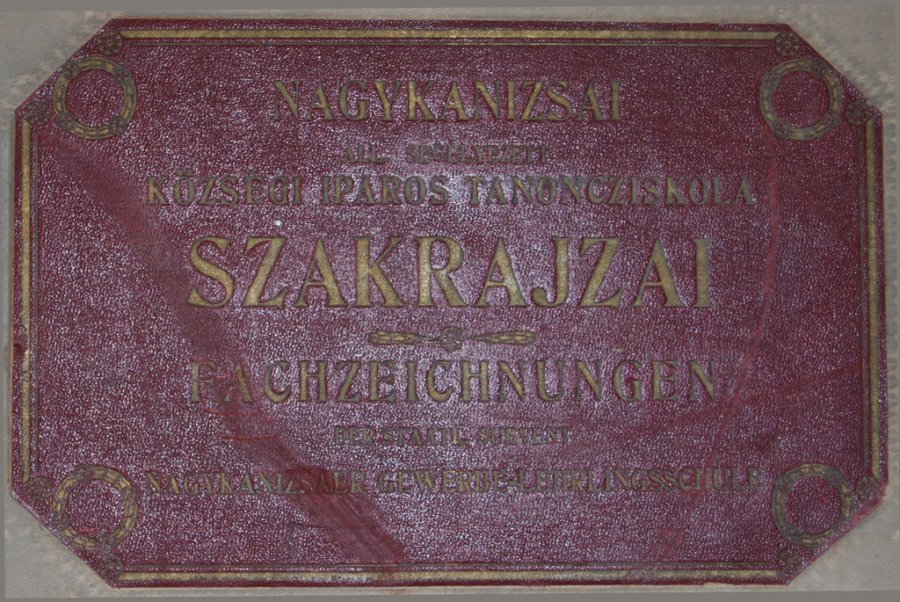 NAGYKANIZSAI
ÁLL. SEGÉLYEZETT
KÖZSÉGI IPAROS TANONCZISKOLA
SZAKRAJZAI
FACHZEICHNUNGEN
DER STAATL. SUBVENT.
NAGYKANIZSAER GEWERBE-LEHRLINGSSCHULE